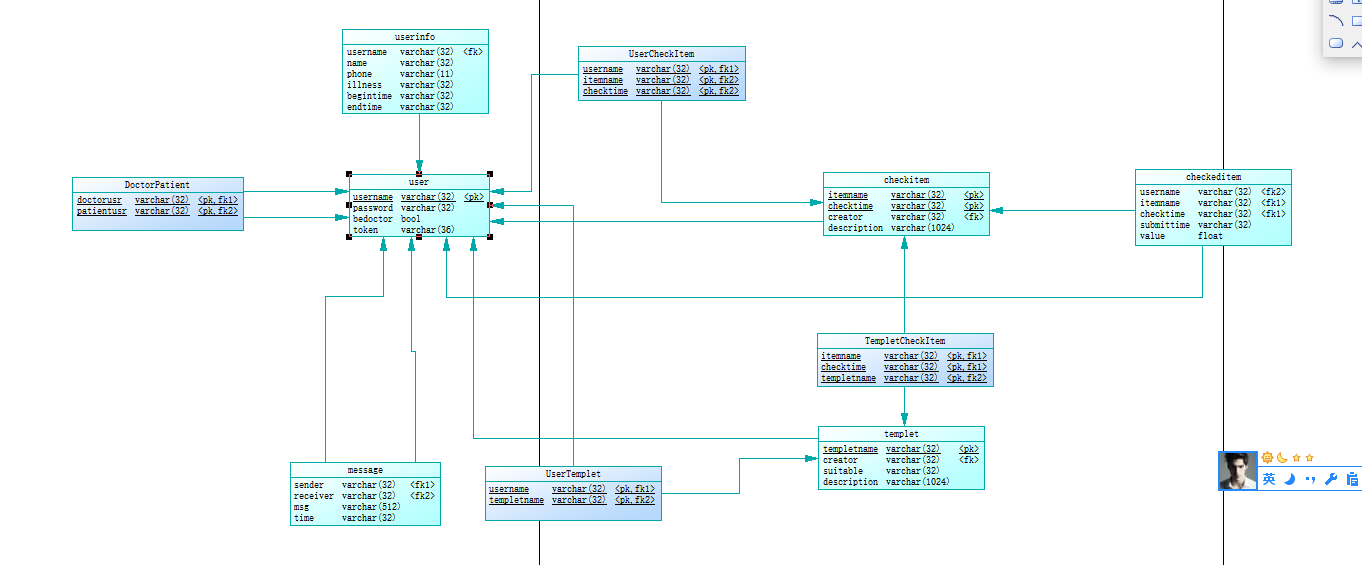 userinfo
username varchar(32) <fk>
name varchar(32)
phone varchar(11)
illness varchar(32)
begintime varchar(32)
endtime varchar(32)
UserCheckItem
username varchar(32) <pk,fk1>
itemname varchar(32) <pk,fk2>
checktime varchar(32) <pk,fk2>
DoctorPatient
doctorusr varchar(32) <pk,fk1>
patientusr varchar(32) <pk,fk2>
user
username varchar(32) <pk>
password varchar(32)
bedoctor bool
token varchar(36)
checkitem
itemname varchar(32) <pk>
checktime varchar(32) <pk>
creator varchar(32) <fk>
description varchar(1024)
checkeditem
username varchar(32) <fk2>
itemname varchar(32) <fk1>
checktime varchar(32) <fk1>
submittime varchar(32)
value float
TempletCheckItem
itemname varchar(32) <pk,fk1>
checktime varchar(32) <pk,fk1>
templetname varchar(32) <pk,fk2>
templet
templetname varchar(32) <pk>
creator varchar(32) <fk>
suitable varchar(32)
description varchar(1024)
message
sender varchar(32) <fk1>
receiver varchar(32) <fk2>
msg varchar(512)
time varchar(32)
UserTemplet
username varchar(32) <pk,fk1>
templetname varchar(32) <pk,fk2>
英